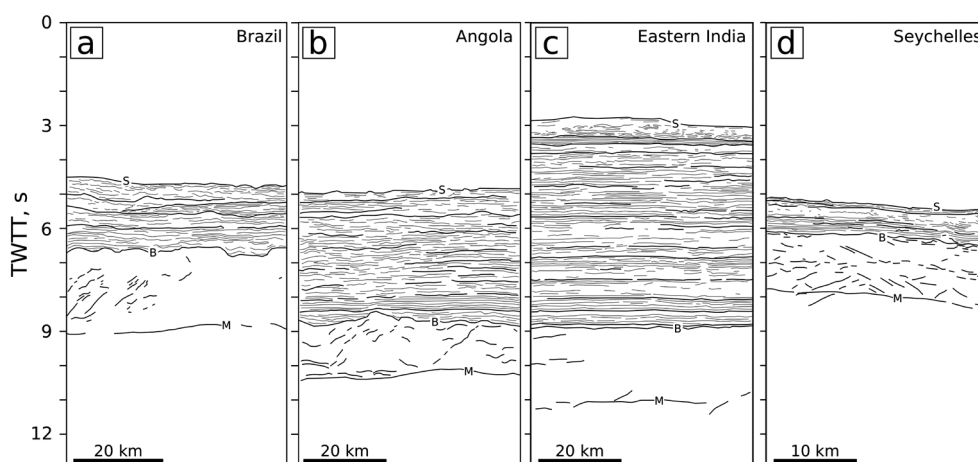 0
3
6
9
12
TWTT, s
a
Brazil
S
B
M
20 km
b
Angola
S
B
M
20 km
c
Eastern India
S
B
M
20 km
d
Seychelles
S
B
M
10 km